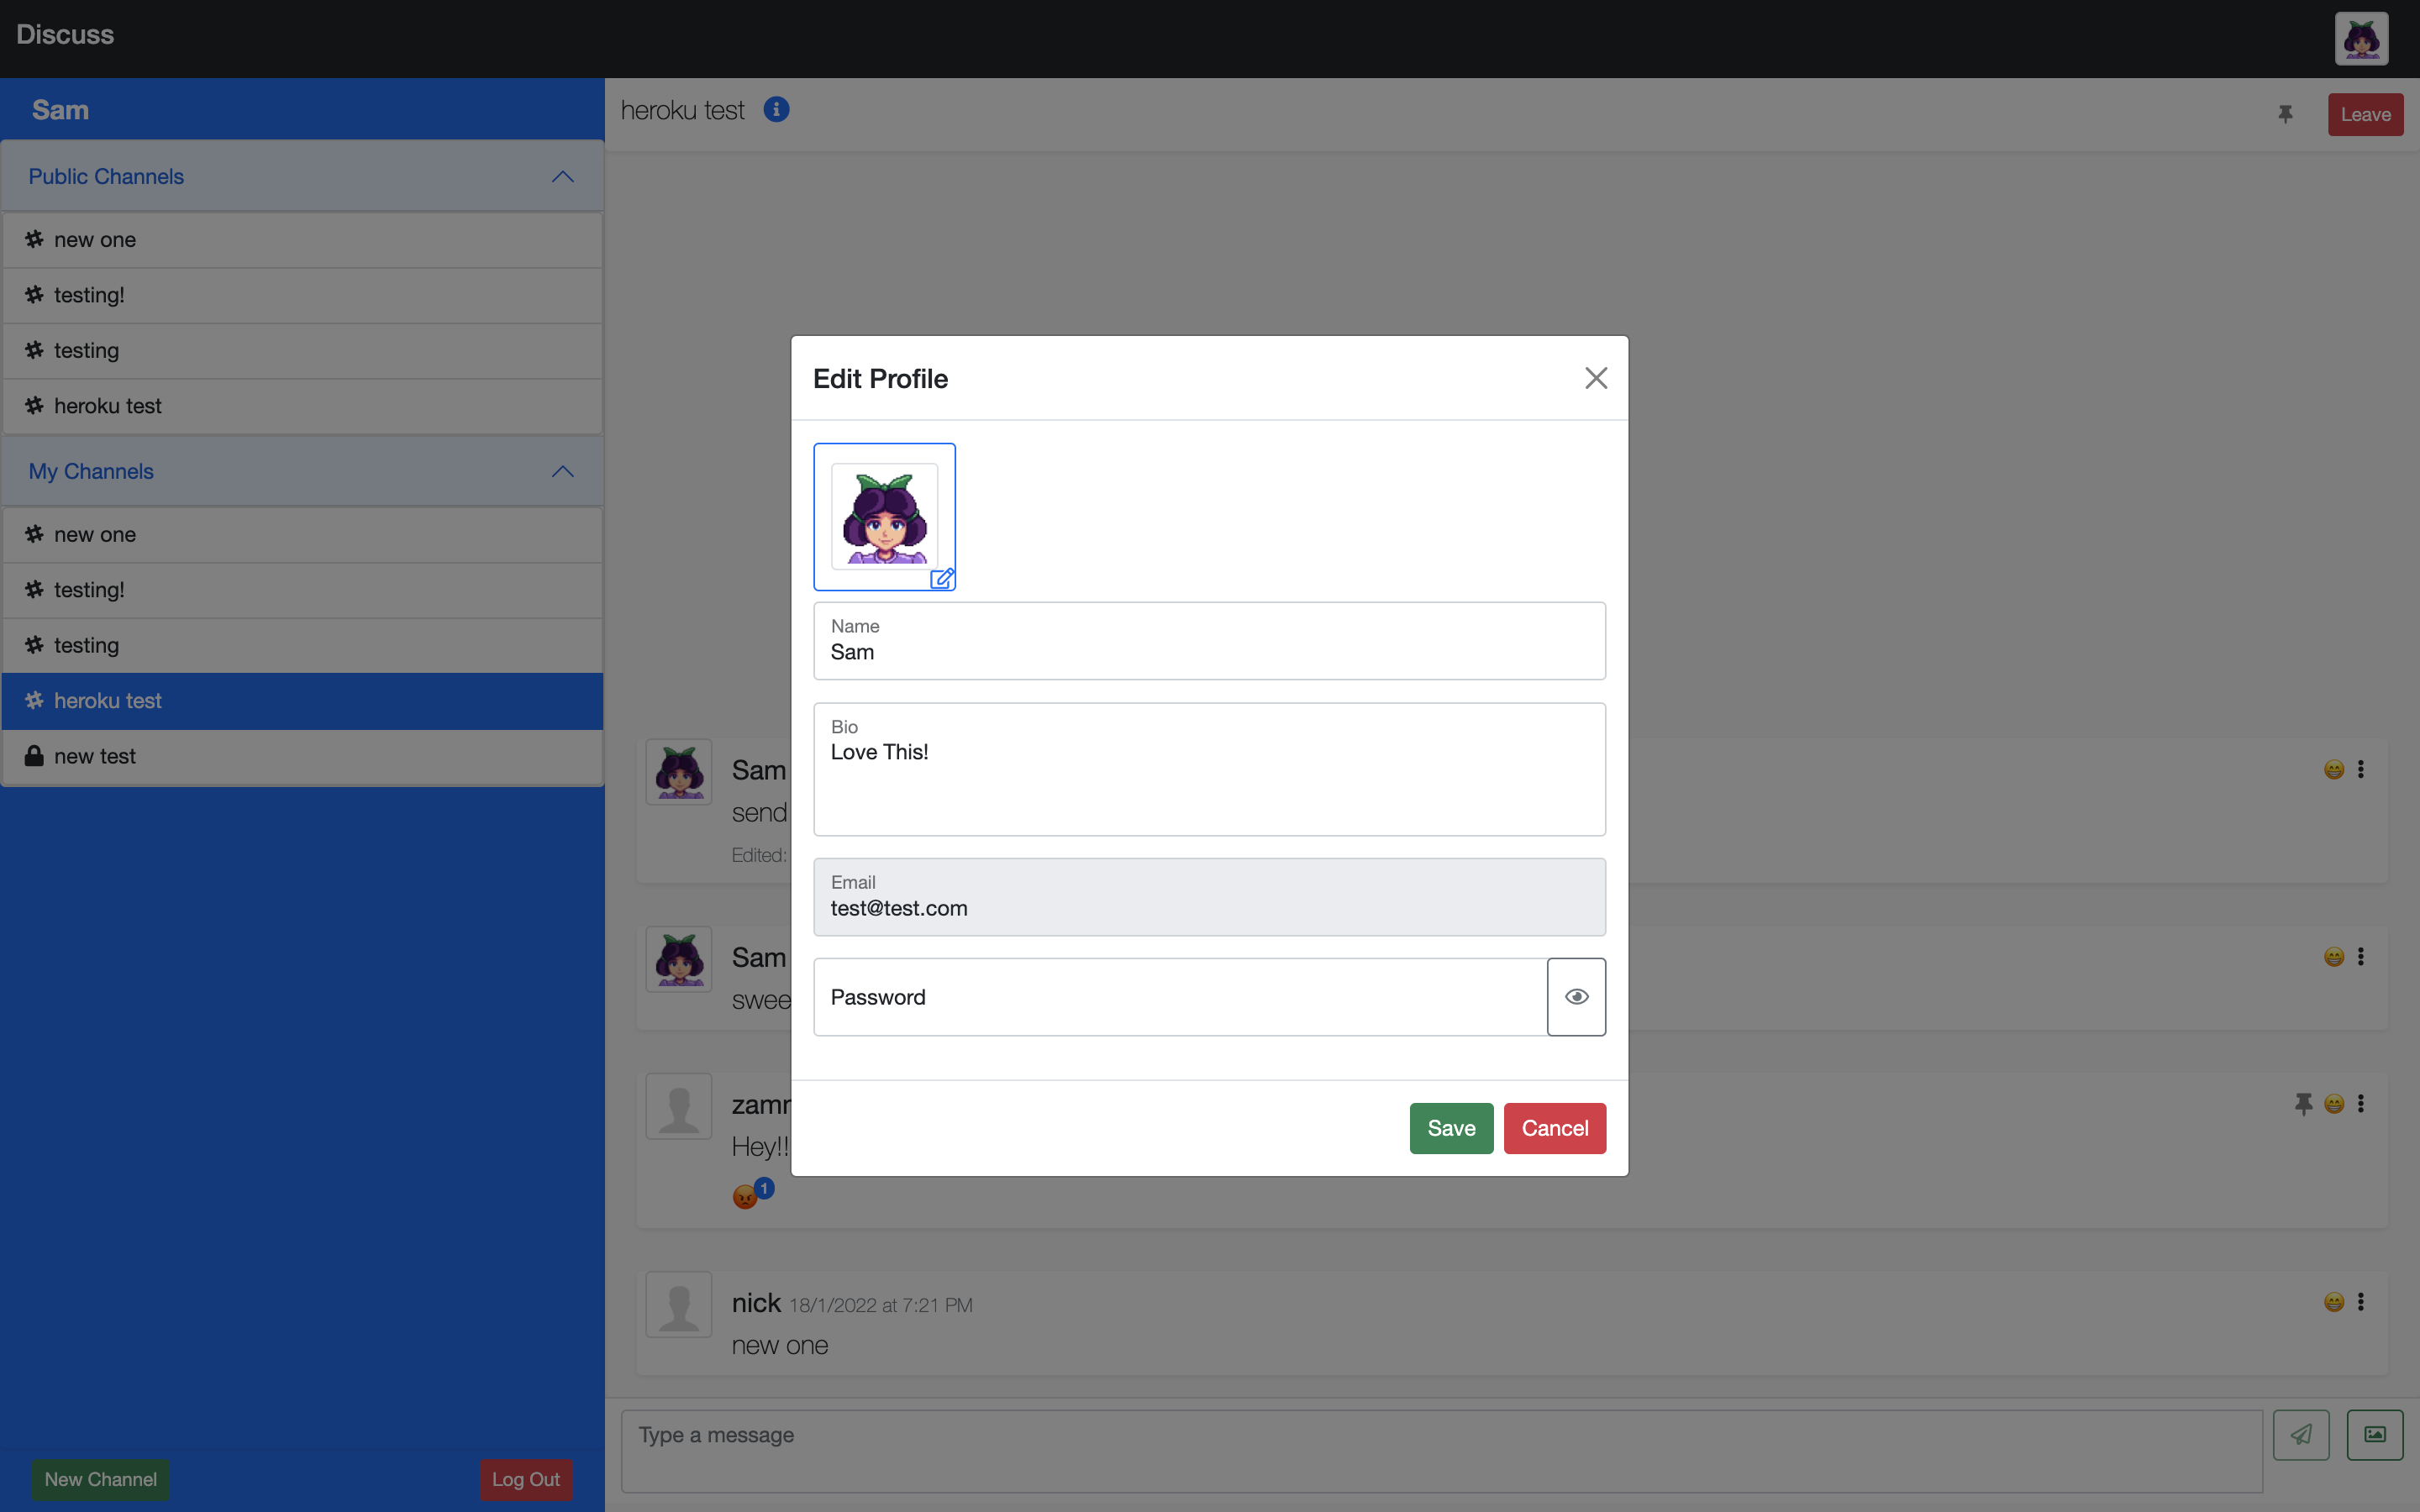 Discuss
Sam
Public Channels
new one
testing!
testing
heroku test
My Channels
new one
testing!
testing
heroku test
new test
New Channel
Log Out
heroku test
Leave
Sam
send
Edited:
Sam
swee
zamr
Hey!!
1
nick 18/1/2022 at 7:21 PM
new one
Type a message
Edit Profile
Name
Sam
Bio
Love This!
Email
test@test.com
Password
Save
Cancel